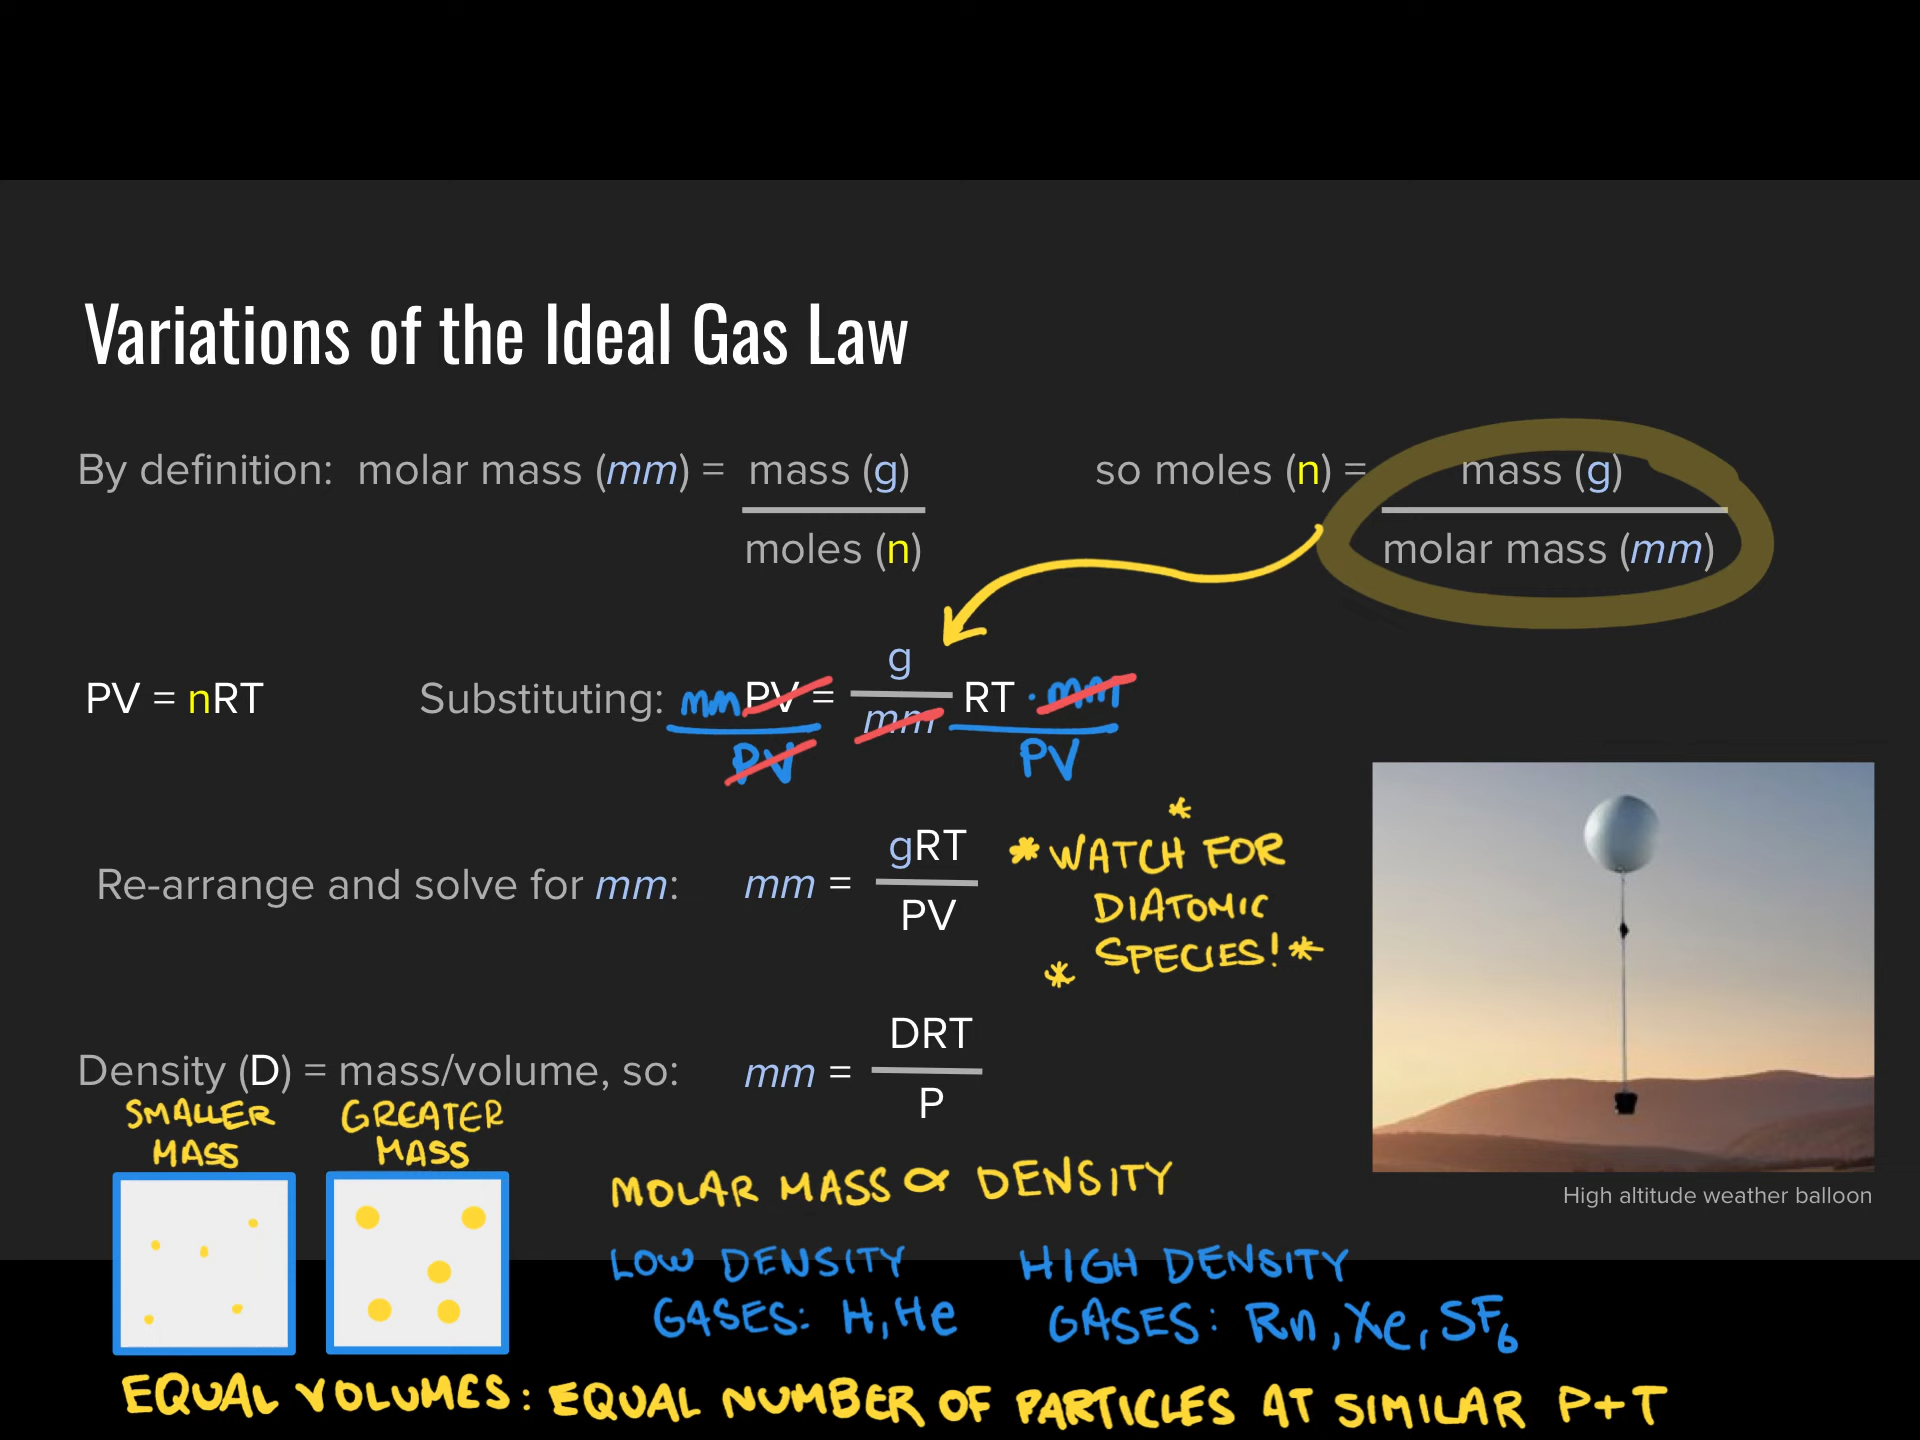 Variations of the Ideal Gas Law
By definition: molar mass (mm) = mass (g) / moles (n)
so moles (n) = mass (g) / molar mass (mm)
PV = nRT
Substituting: mmPV / PV = g / mm RT · mm / PV
Re-arrange and solve for mm: mm = gRT / PV
* WATCH FOR
DIATOMIC
SPECIES! *
Density (D) = mass/volume, so: mm = DRT / P
SMALLER
MASS
GREATER
MASS
MOLAR MASS ∝ DENSITY
LOW DENSITY
GASES: H, He
HIGH DENSITY
GASES: Rn, Xe, SF₆
High altitude weather balloon
EQUAL VOLUMES: EQUAL NUMBER OF PARTICLES AT SIMILAR P+T